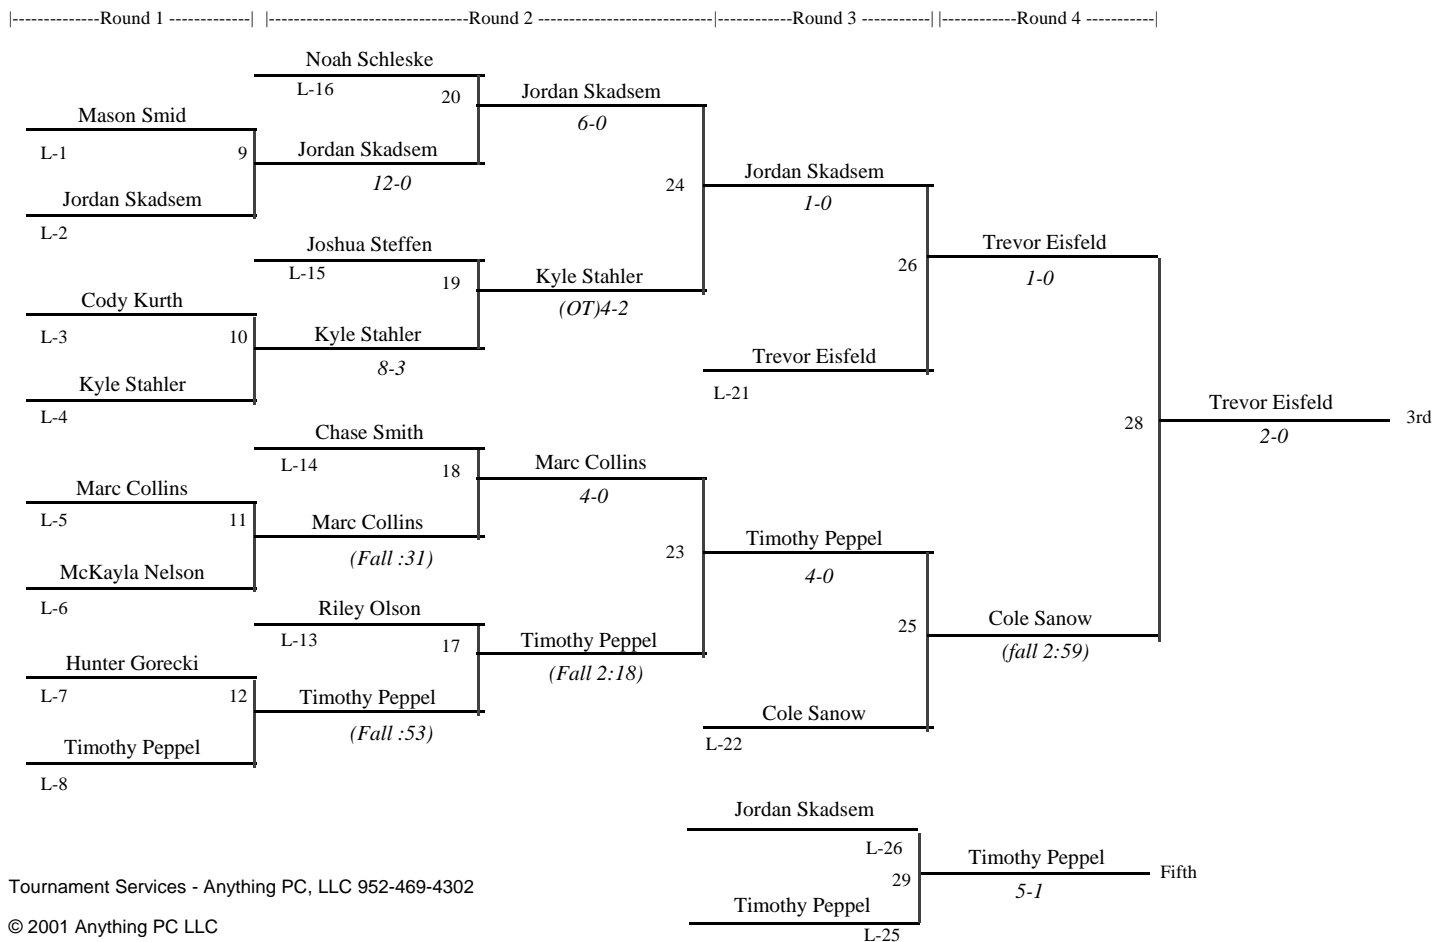 |-------------Round 1 -------------| |-----------------------------Round 2 -------------------------|------------Round 3 -----------| |------------Round 4 -----------|
Noah Schleske
L-16
20
Jordan Skadsem
6-0
Mason Smid
L-1
9
Jordan Skadsem
12-0
Jordan Skadsem
L-2
24
Jordan Skadsem
1-0
Joshua Steffen
L-15
19
Kyle Stahler
(OT)4-2
Cody Kurth
L-3
10
Kyle Stahler
8-3
Kyle Stahler
L-4
26
Trevor Eisfeld
1-0
Trevor Eisfeld
L-21
28
Trevor Eisfeld
2-0
3rd
Chase Smith
L-14
18
Marc Collins
4-0
Marc Collins
L-5
11
Marc Collins
(Fall :31)
McKayla Nelson
L-6
23
Timothy Peppel
4-0
Riley Olson
L-13
17
Timothy Peppel
(Fall 2:18)
Hunter Gorecki
L-7
12
Timothy Peppel
(Fall :53)
Timothy Peppel
L-8
25
Cole Sanow
(fall 2:59)
Cole Sanow
L-22
Jordan Skadsem
L-26
29
Timothy Peppel
5-1
Fifth
Timothy Peppel
L-25
Tournament Services - Anything PC, LLC 952-469-4302
© 2001 Anything PC LLC